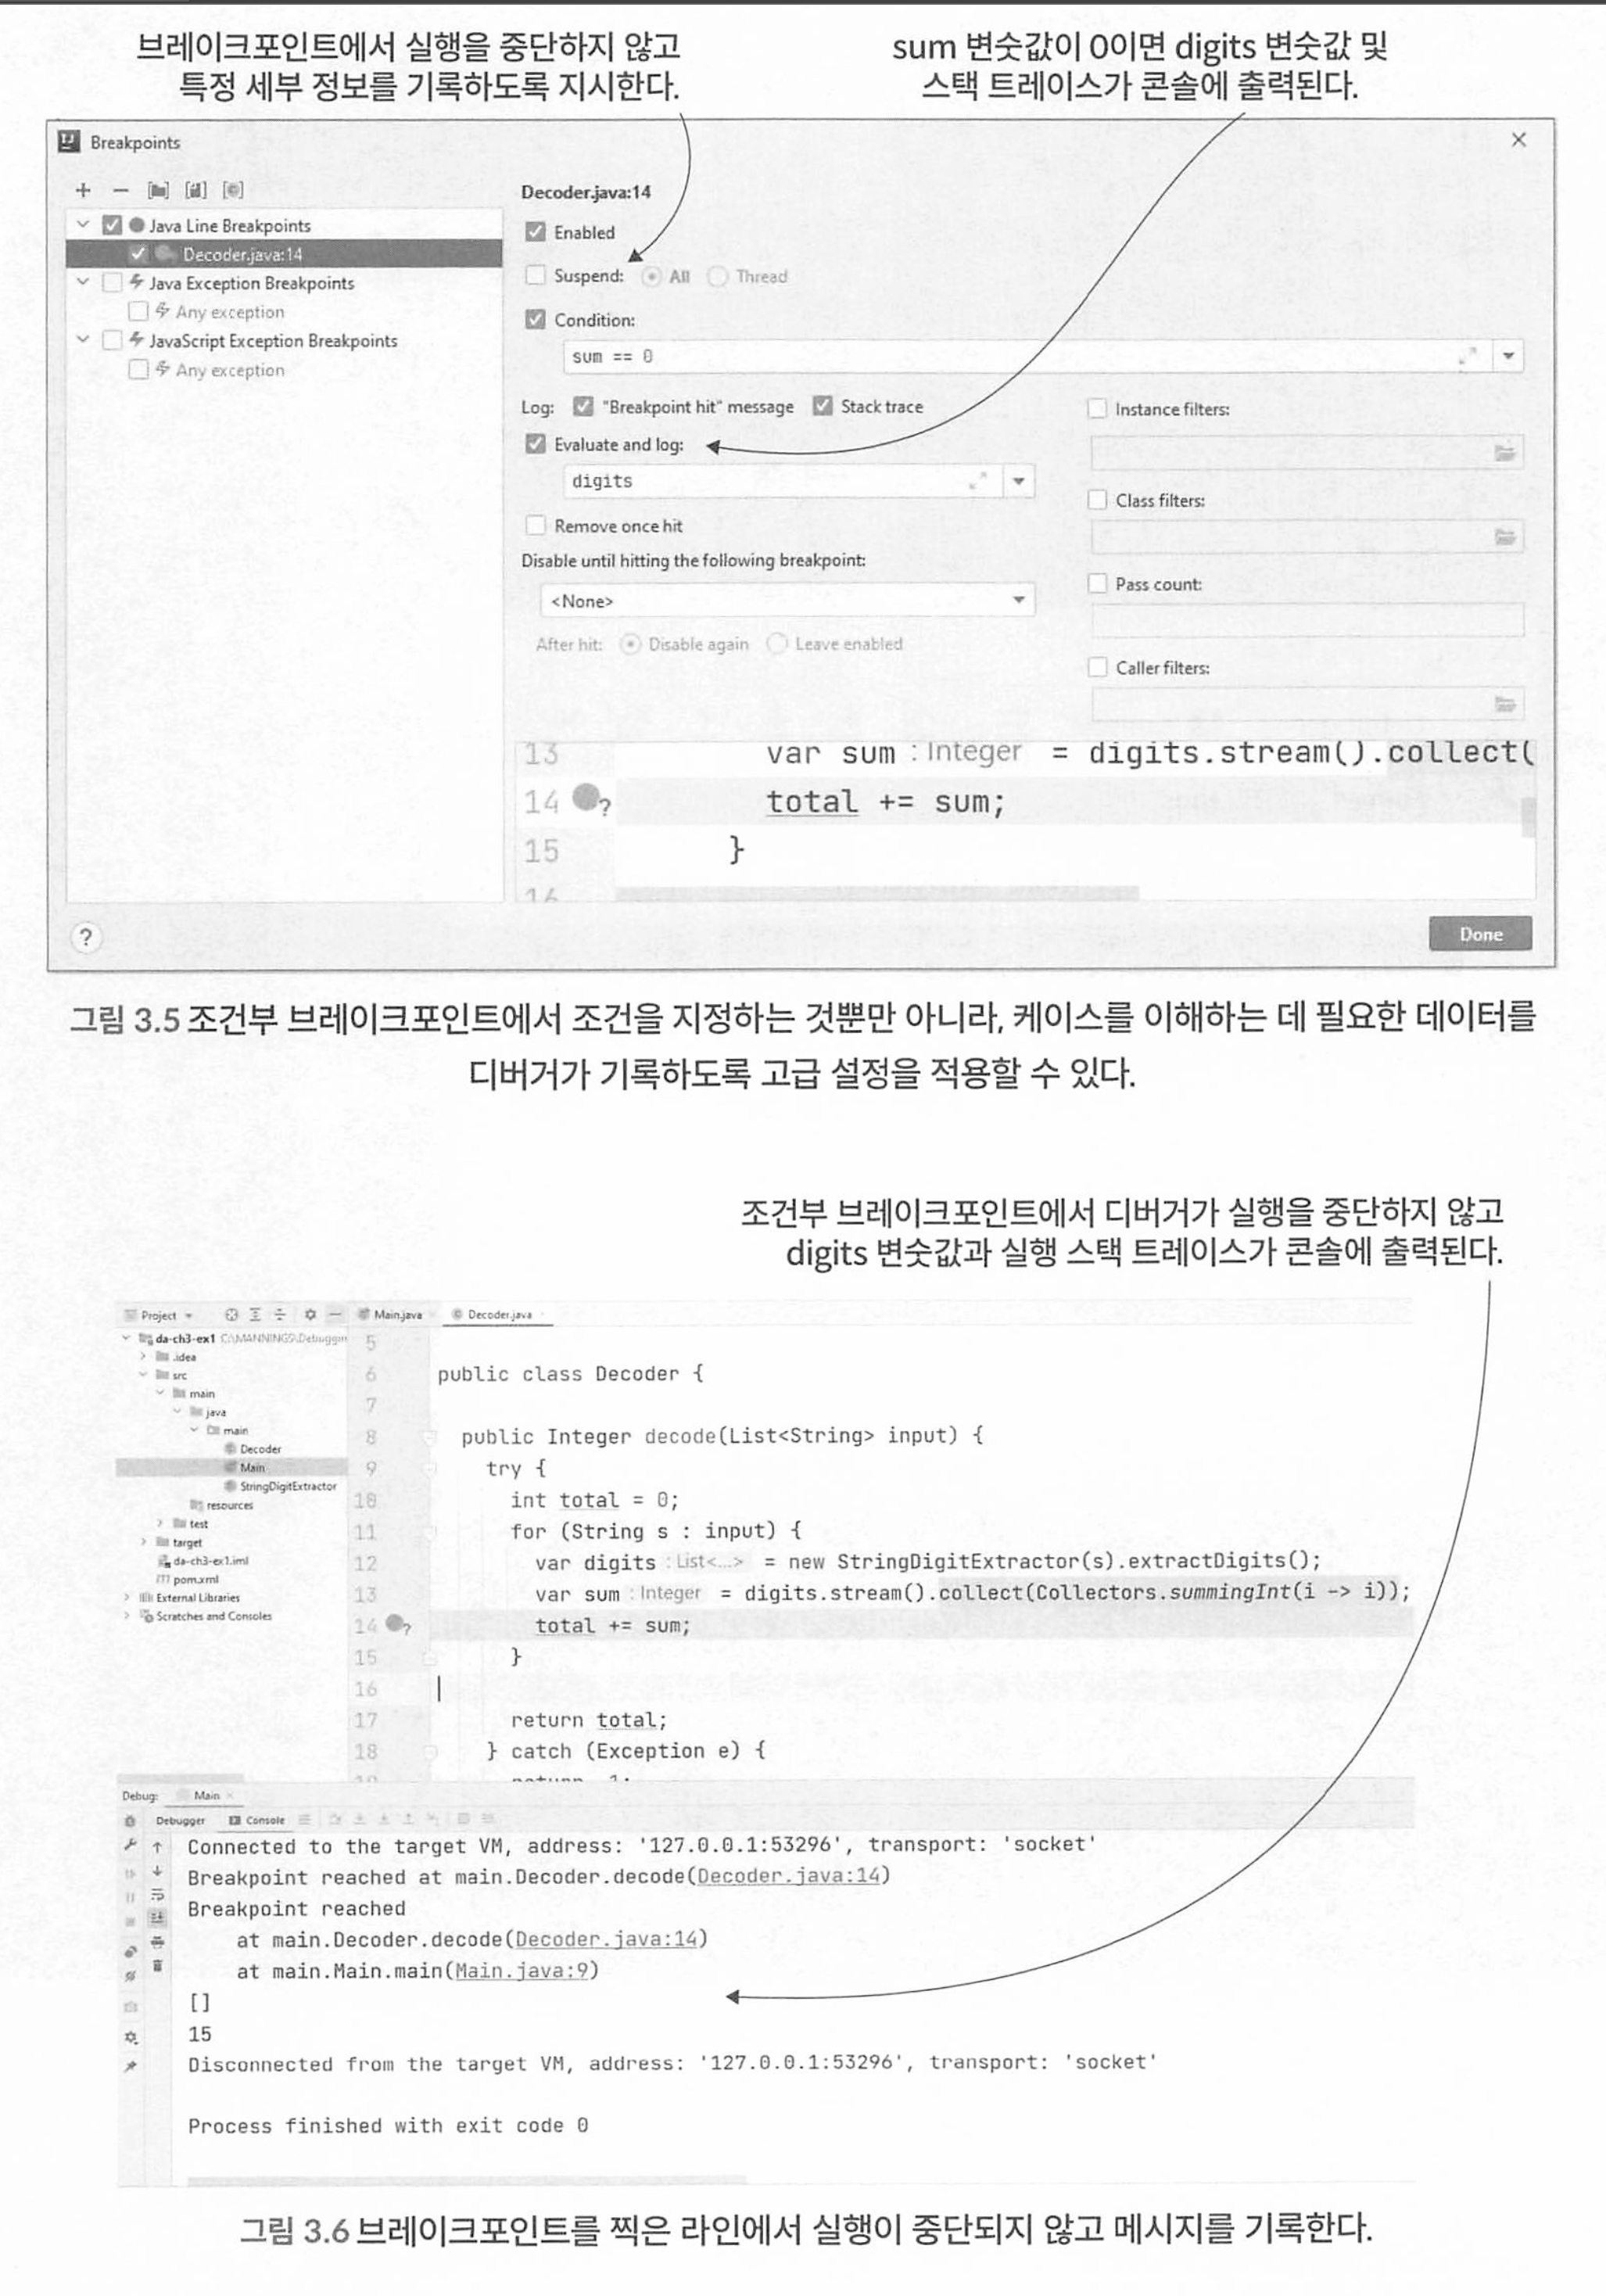 브레이크포인트에서 실행을 중단하지 않고
특정 세부 정보를 기록하도록 지시한다.
sum 변숫값이 0이면 digits 변숫값 및
스택 트레이스가 콘솔에 출력된다.
Breakpoints
Java Line Breakpoints
Decoder.java:14
Java Exception Breakpoints
Any exception
JavaScript Exception Breakpoints
Any exception
Decoder.java:14
Enabled
Suspend: All Thread
Condition:
sum == 0
Log: "Breakpoint hit" message Stack trace
Evaluate and log:
digits
Remove once hit
Disable until hitting the following breakpoint:
<None>
After hit: Disable again Leave enabled
Instance filters:
Class filters:
Pass count:
Caller filters:
13 var sum : Integer = digits.stream().collect(
14 ? total += sum;
15 }
16
?
Done
그림 3.5 조건부 브레이크포인트에서 조건을 지정하는 것뿐만 아니라, 케이스를 이해하는 데 필요한 데이터를
디버거가 기록하도록 고급 설정을 적용할 수 있다.
조건부 브레이크포인트에서 디버거가 실행을 중단하지 않고
digits 변숫값과 실행 스택 트레이스가 콘솔에 출력된다.
Project
da-ch3-ex1 C:\MANNINGS\Debuggin
.idea
src
main
java
main
Decoder
Main
StringDigitExtractor
resources
test
target
da-ch3-ex1.iml
pom.xml
External Libraries
Scratches and Consoles
Main.java Decoder.java
5
6 public class Decoder {
7
8 public Integer decode(List<String> input) {
9 try {
10 int total = 0;
11 for (String s : input) {
12 var digits : List<...> = new StringDigitExtractor(s).extractDigits();
13 var sum : Integer = digits.stream().collect(Collectors.summingInt(i -> i));
14 ? total += sum;
15 }
16
17 return total;
18 } catch (Exception e) {
19 return -1;
Debug: Main
Debugger Console
Connected to the target VM, address: '127.0.0.1:53296', transport: 'socket'
Breakpoint reached at main.Decoder.decode(Decoder.java:14)
Breakpoint reached
at main.Decoder.decode(Decoder.java:14)
at main.Main.main(Main.java:9)
[]
15
Disconnected from the target VM, address: '127.0.0.1:53296', transport: 'socket'
Process finished with exit code 0
그림 3.6 브레이크포인트를 찍은 라인에서 실행이 중단되지 않고 메시지를 기록한다.